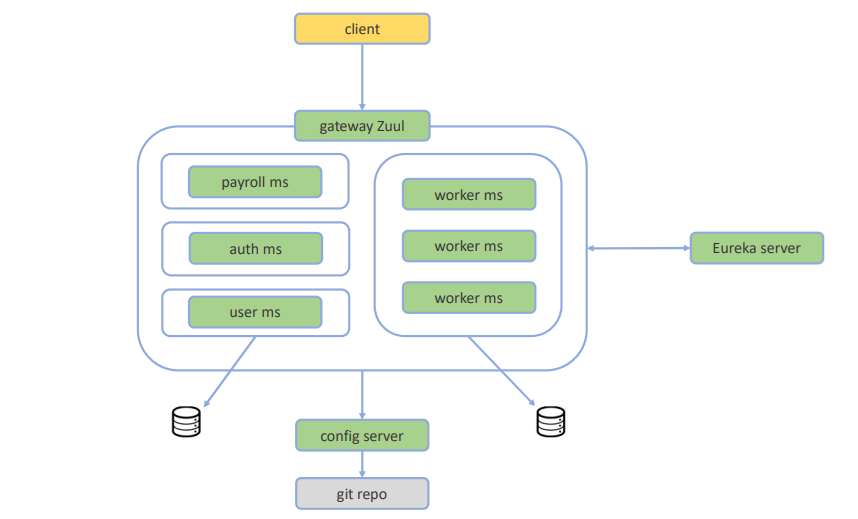 client
gateway Zuul
payroll ms
auth ms
user ms
worker ms
worker ms
worker ms
Eureka server
config server
git repo